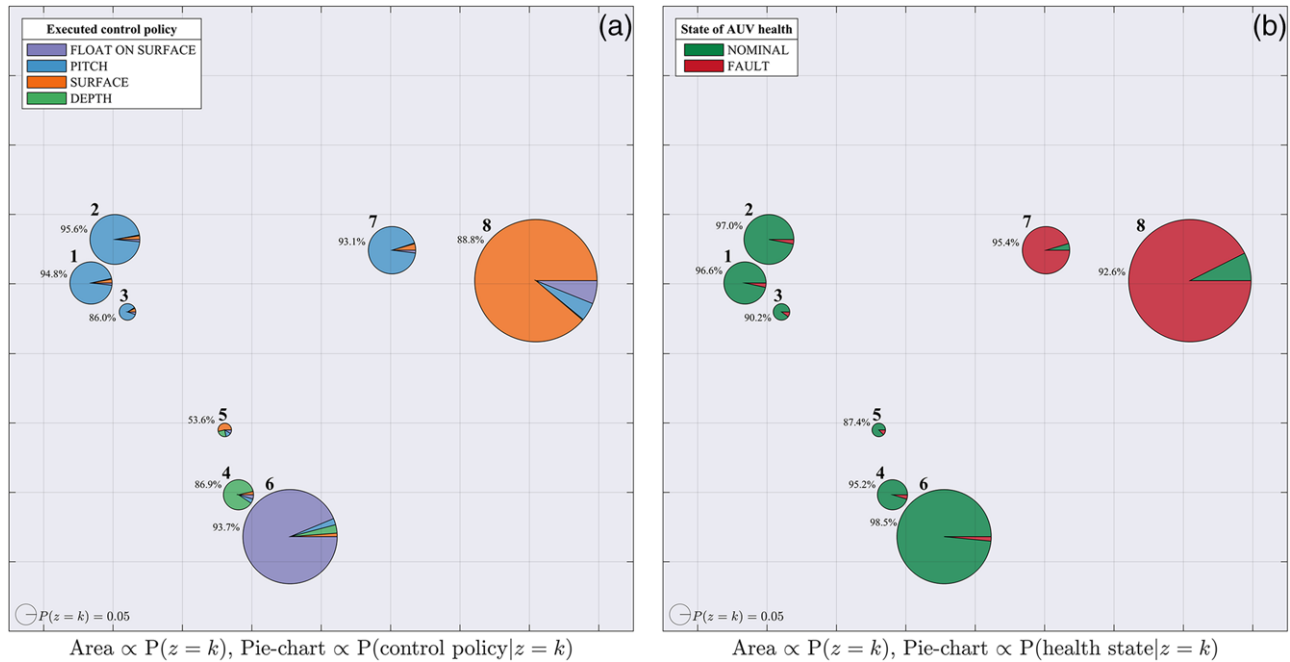 Executed control policy
FLOAT ON SURFACE
PITCH
SURFACE
DEPTH
(a)
2
95.6%
1
94.8%
3
86.0%
7
93.1%
8
88.8%
5
53.6%
4
86.9%
6
93.7%
P(z = k) = 0.05
Area ∝ P(z = k), Pie-chart ∝ P(control policy|z = k)
State of AUV health
NOMINAL
FAULT
(b)
2
97.0%
1
96.6%
3
90.2%
7
95.4%
8
92.6%
5
87.4%
4
95.2%
6
98.5%
P(z = k) = 0.05
Area ∝ P(z = k), Pie-chart ∝ P(health state|z = k)